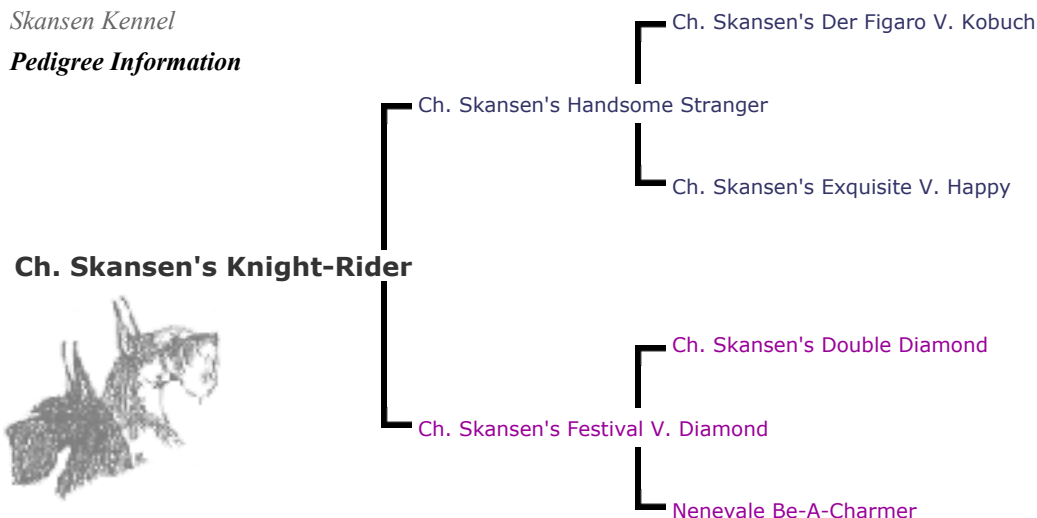 Skansen Kennel
Pedigree Information
Ch. Skansen's Der Figaro V. Kobuch
Ch. Skansen's Handsome Stranger
Ch. Skansen's Exquisite V. Happy
Ch. Skansen's Knight-Rider
Ch. Skansen's Double Diamond
Ch. Skansen's Festival V. Diamond
Nenevale Be-A-Charmer